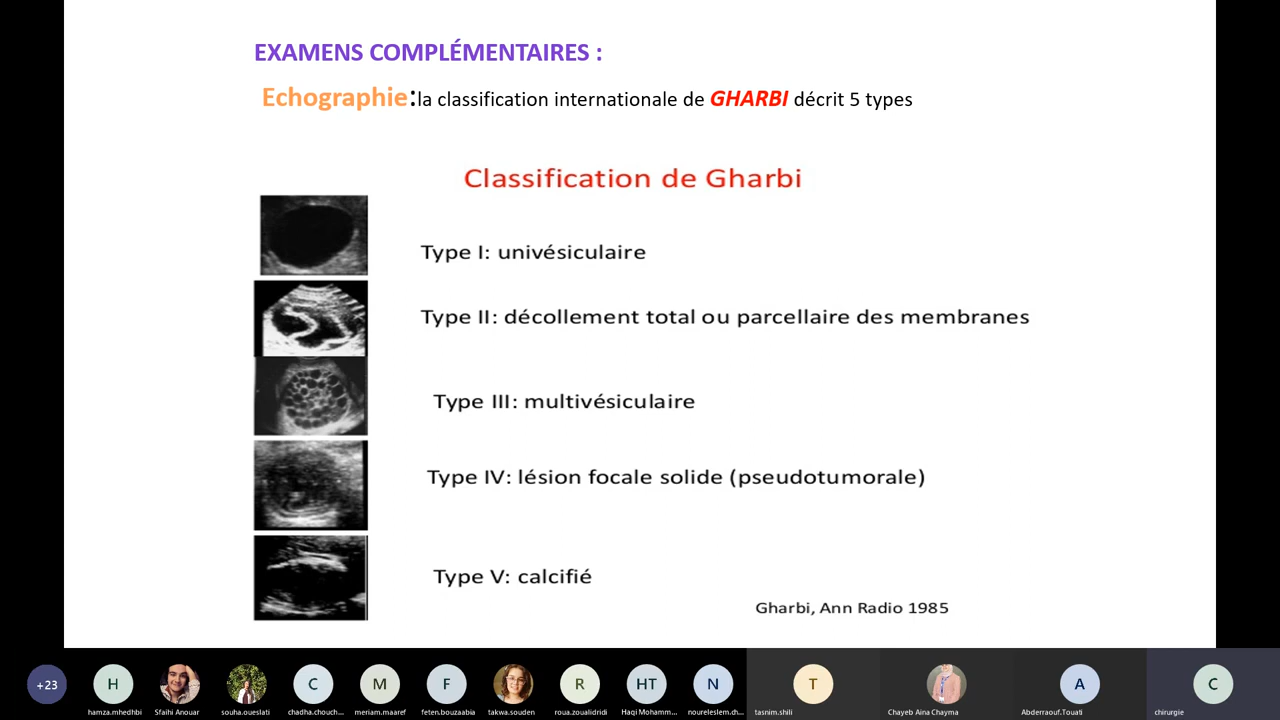 EXAMENS COMPLÉMENTAIRES :
Echographie:la classification internationale de GHARBI décrit 5 types
Classification de Gharbi
Type I: univésiculaire
Type II: décollement total ou parcellaire des membranes
Type III: multivésiculaire
Type IV: lésion focale solide (pseudotumorale)
Type V: calcifié
Gharbi, Ann Radio 1985
+23 H C M F R HT N T A C
hamza.mhedhbi Sfaihi Anouar souha.oueslati chadha.chouch... meriam.maaref feten.bouzaabia takwa.souden roua.zoualidridi Haqi Mohamm... noureleslem.ch... tasnim.shili Chayeb Aina Chayma Abderraouf.Touati chirurgie